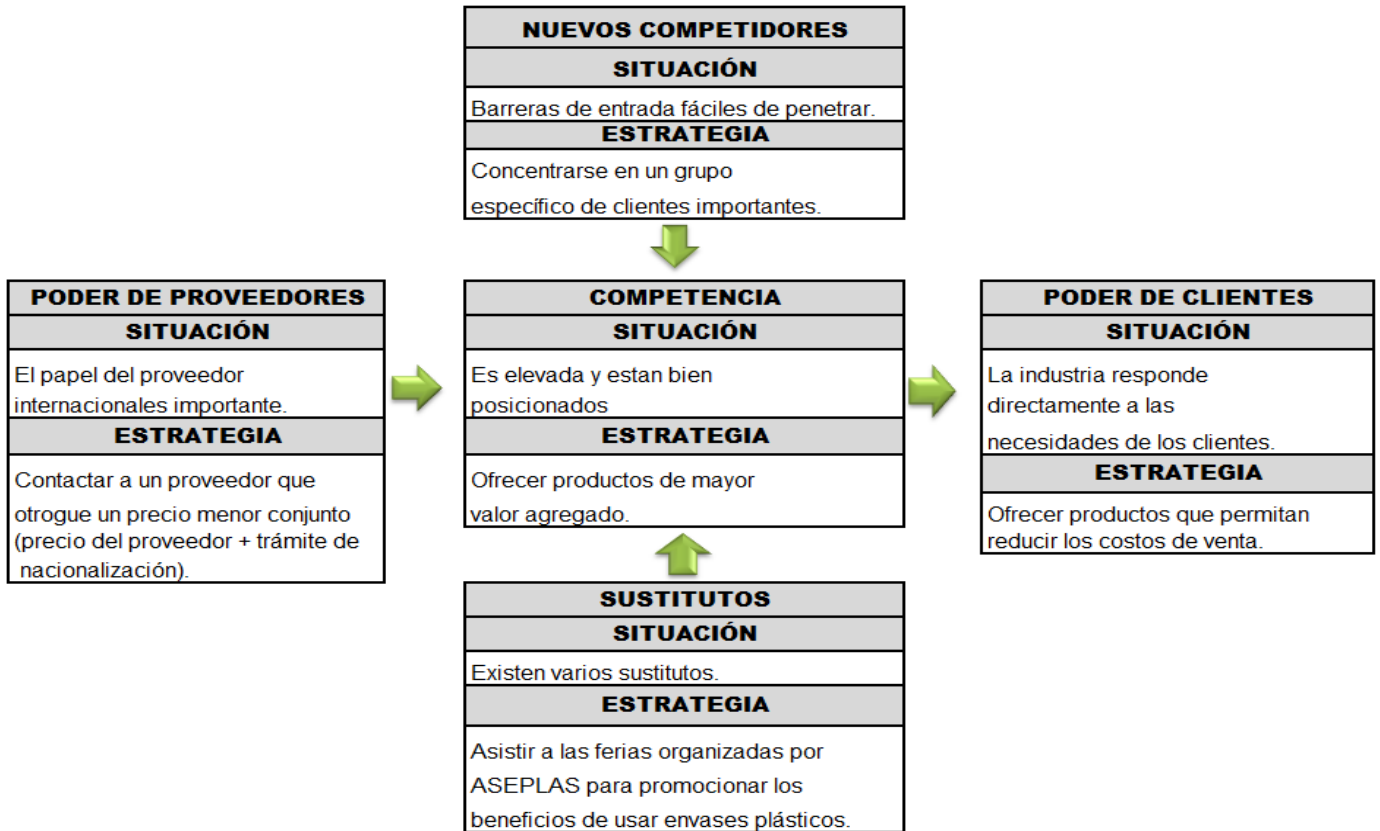 NUEVOS COMPETIDORES
SITUACIÓN
Barreras de entrada fáciles de penetrar.
ESTRATEGIA
Concentrarse en un grupo
específico de clientes importantes.
PODER DE PROVEEDORES
SITUACIÓN
El papel del proveedor
internacionales importante.
ESTRATEGIA
Contactar a un proveedor que
otrogue un precio menor conjunto
(precio del proveedor + trámite de
nacionalización).
COMPETENCIA
SITUACIÓN
Es elevada y estan bien
posicionados
ESTRATEGIA
Ofrecer productos de mayor
valor agregado.
PODER DE CLIENTES
SITUACIÓN
La industria responde
directamente a las
necesidades de los clientes.
ESTRATEGIA
Ofrecer productos que permitan
reducir los costos de venta.
SUSTITUTOS
SITUACIÓN
Existen varios sustitutos.
ESTRATEGIA
Asistir a las ferias organizadas por
ASEPLAS para promocionar los
beneficios de usar envases plásticos.